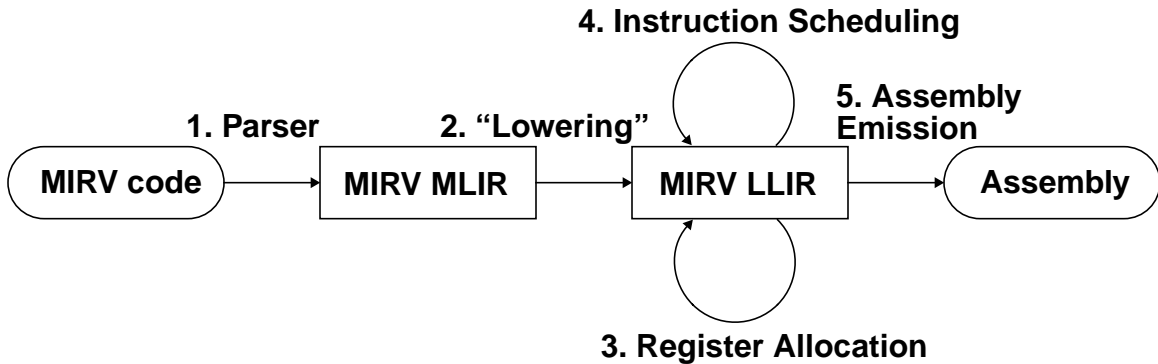 4. Instruction Scheduling
5. Assembly
Emission
1. Parser
2. “Lowering”
MIRV code
MIRV MLIR
MIRV LLIR
Assembly
3. Register Allocation